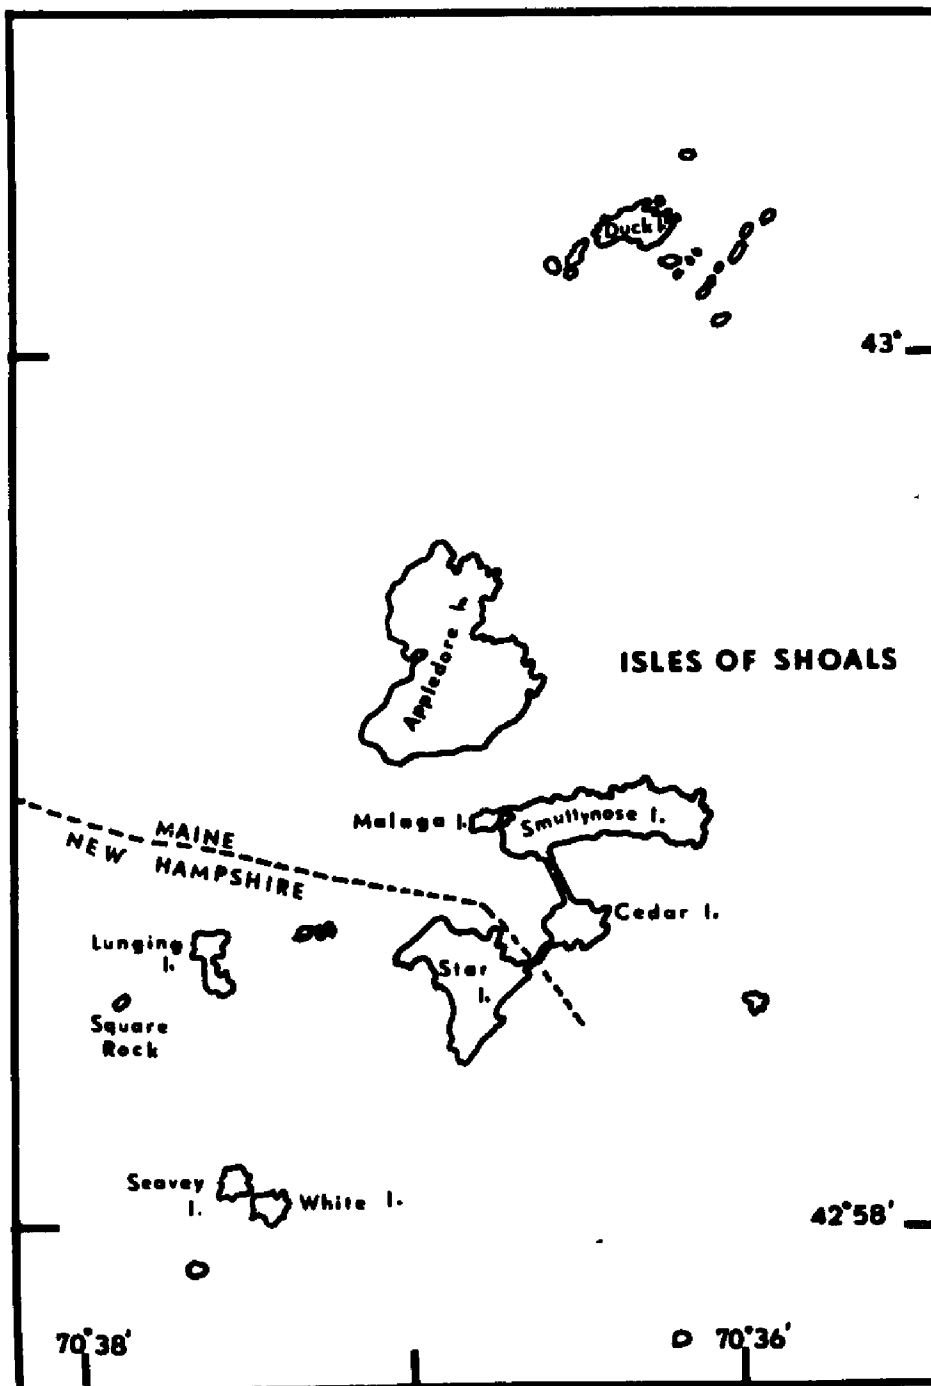 Duck I.
43°
Appledore I.
ISLES OF SHOALS
Malaga I.
Smuttynose I.
MAINE
NEW HAMPSHIRE
Cedar I.
Lunging
I.
Star
I.
Square
Rock
Seavey
I.
White I.
42°58'
70°38'
70°36'